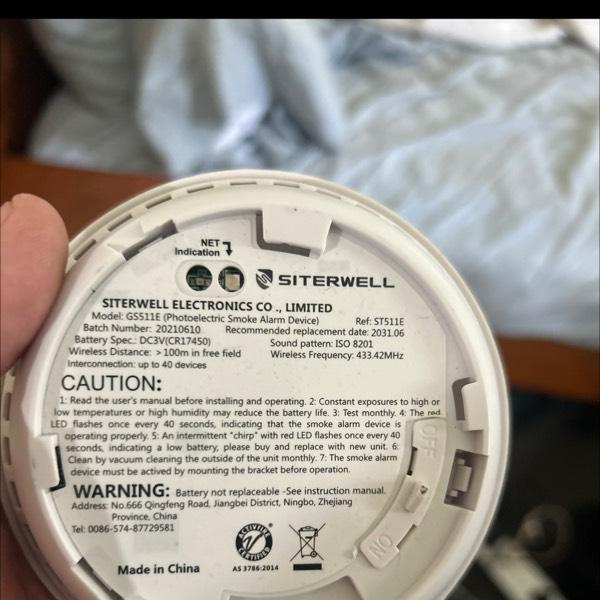 NET
Indication
SITERWELL
SITERWELL ELECTRONICS CO ., LIMITED
Model: GS511E (Photoelectric Smoke Alarm Device) Ref: ST511E
Batch Number: 20210610 Recommended replacement date: 2031.06
Battery Spec.: DC3V(CR17450) Sound pattern: ISO 8201
Wireless Distance: >100m in free field Wireless Frequency: 433.42MHz
Interconnection: up to 40 devices
CAUTION:
1: Read the user's manual before installing and operating. 2: Constant exposures to high or
low temperatures or high humidity may reduce the battery life. 3: Test monthly. 4: The red
LED flashes once every 40 seconds, indicating that the smoke alarm device is
operating properly. 5: An intermittent "chirp" with red LED flashes once every 40
seconds, indicating a low battery, please buy and replace with new unit. 6:
Clean by vacuum cleaning the outside of the unit monthly. 7: The smoke alarm
device must be actived by mounting the bracket before operation.
OFF
WARNING: Battery not replaceable -See instruction manual.
Address: No.666 Qingfeng Road, Jiangbei District, Ningbo, Zhejiang
Province, China
Tel: 0086-574-87729581
ON
ACTIVFIRE
CERTIFIED
Made in China
AS 3786:2014